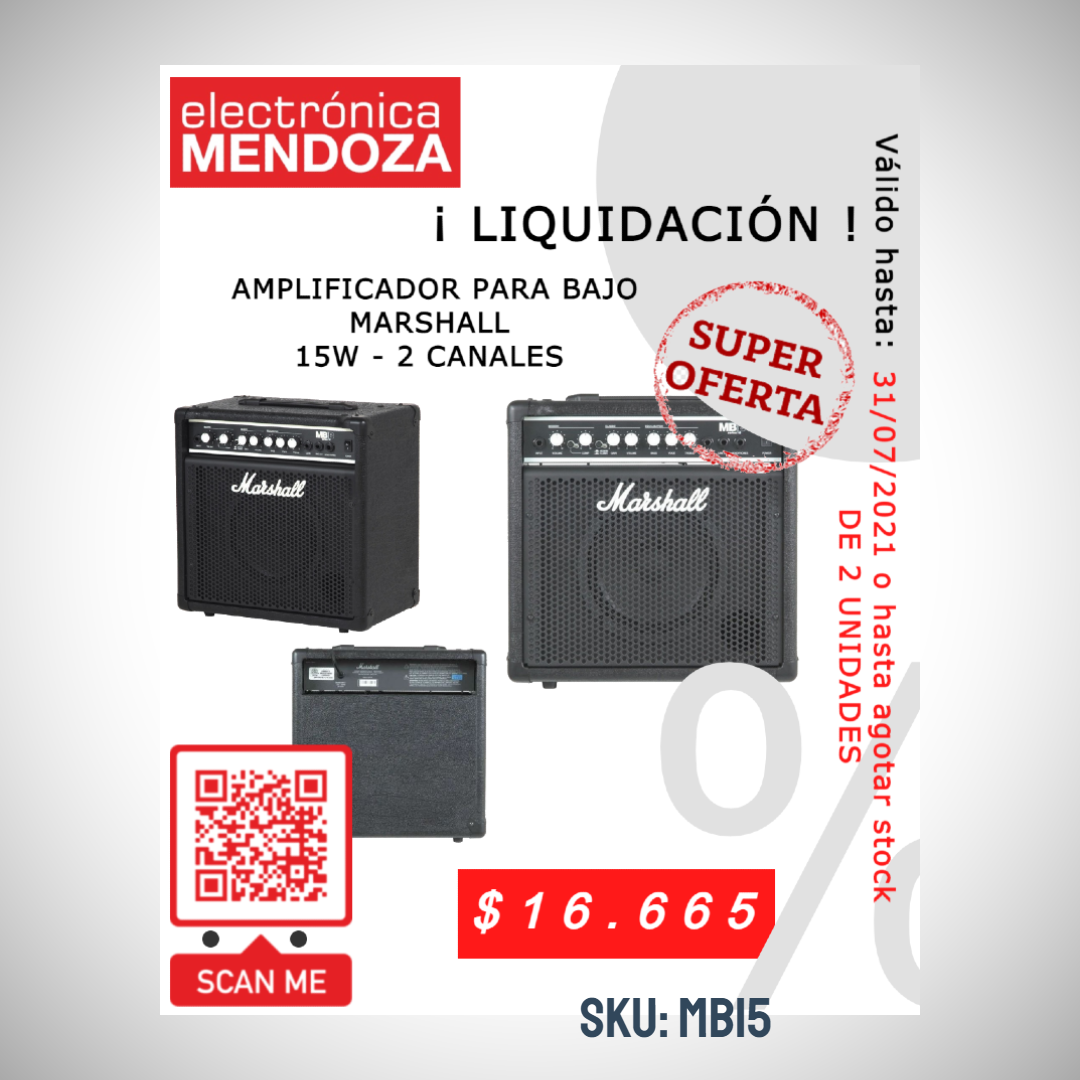 electrónica
MENDOZA
¡ LIQUIDACIÓN !
AMPLIFICADOR PARA BAJO
MARSHALL
15W - 2 CANALES
SUPER
OFERTA
Válido hasta: 31/07/2021 o hasta agotar stock
DE 2 UNIDADES
Marshall
Marshall
Marshall
$16.665
SCAN ME
SKU: MB15